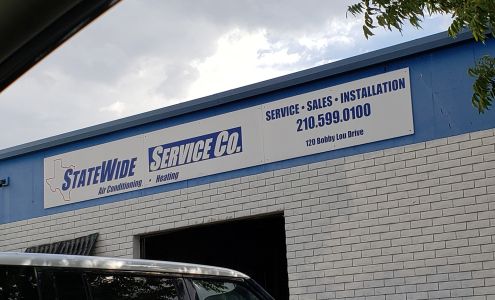 STATEWIDE
Air Conditioning • Heating
SERVICE CO.
SERVICE • SALES • INSTALLATION
210.599.0100
120 Bobby Lou Drive